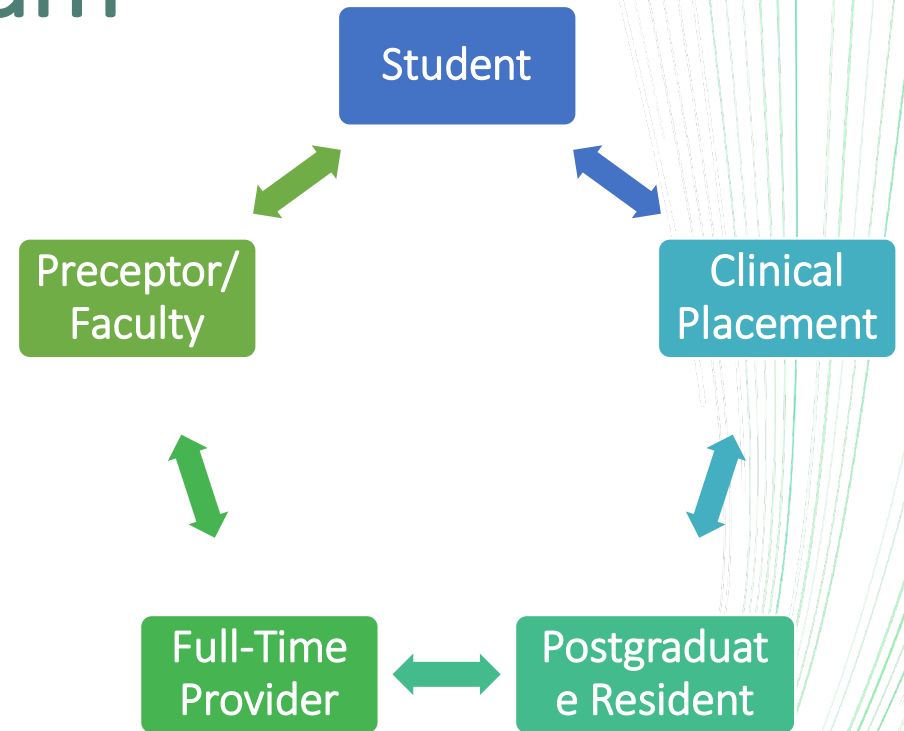 Student
Preceptor/
Faculty
Clinical
Placement
Full-Time
Provider
Postgraduat
e Resident